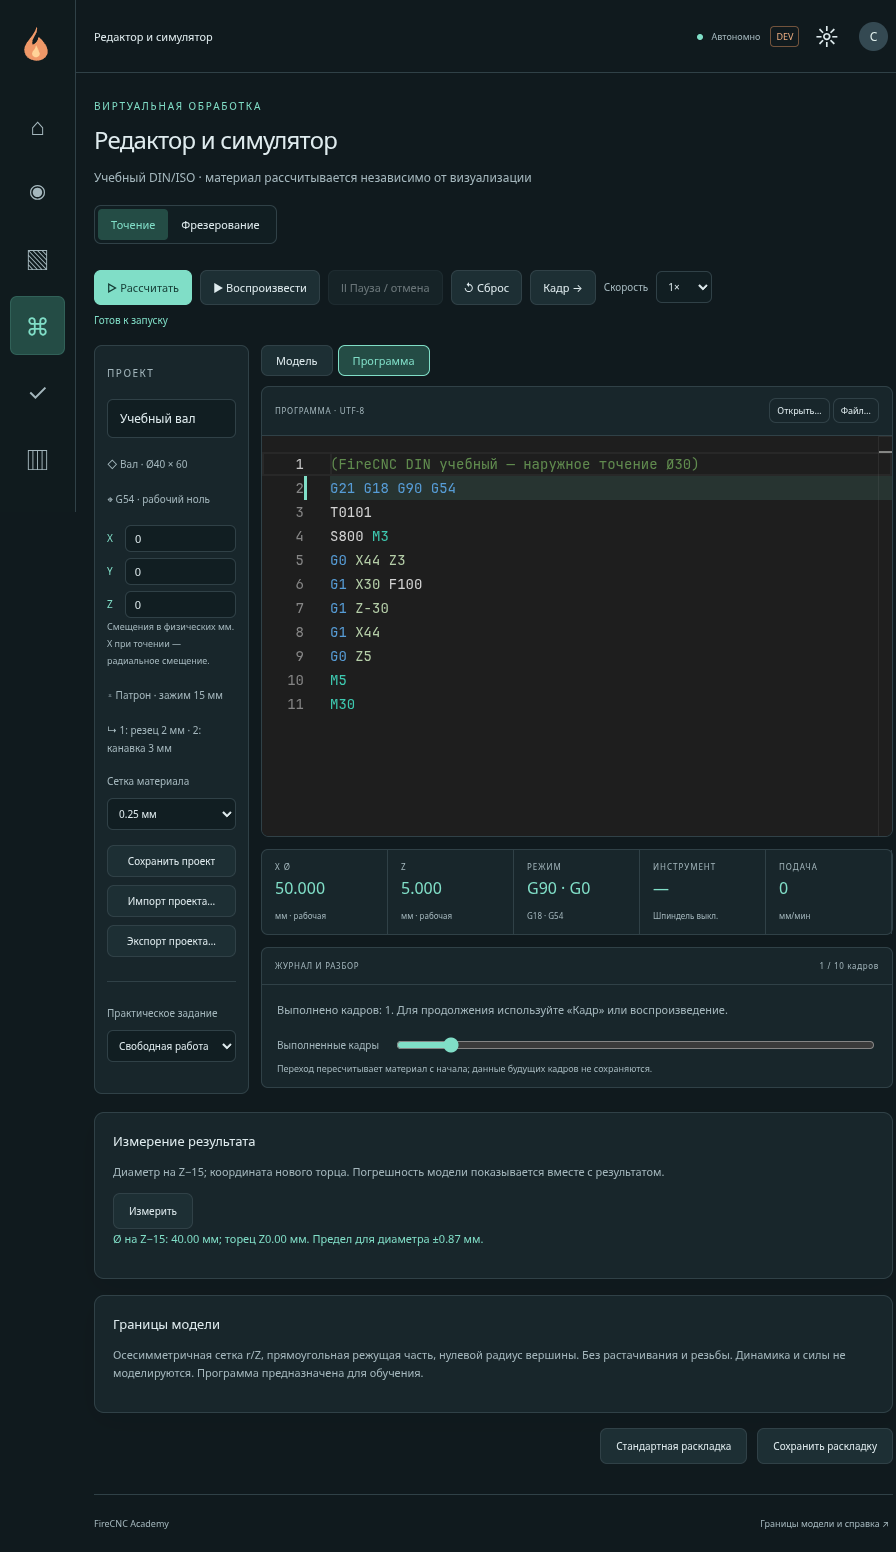 Редактор и симулятор
Автономно
DEV
C
ВИРТУАЛЬНАЯ ОБРАБОТКА
Редактор и симулятор
Учебный DIN/ISO · материал рассчитывается независимо от визуализации
Точение Фрезерование
▷ Рассчитать ▶ Воспроизвести II Пауза / отмена ↺ Сброс Кадр → Скорость 1×
Готов к запуску
ПРОЕКТ
Учебный вал
◇ Вал · Ø40 × 60
⌖ G54 · рабочий ноль
X 0
Y 0
Z 0
Смещения в физических мм.
X при точении —
радиальное смещение.
▫ Патрон · зажим 15 мм
↳ 1: резец 2 мм · 2:
канавка 3 мм
Сетка материала
0.25 мм
Сохранить проект
Импорт проекта…
Экспорт проекта…
Практическое задание
Свободная работа
Модель Программа
ПРОГРАММА · UTF-8 Открыть… Файл…
1 (FireCNC DIN учебный — наружное точение Ø30)
2 G21 G18 G90 G54
3 T0101
4 S800 M3
5 G0 X44 Z3
6 G1 X30 F100
7 G1 Z-30
8 G1 X44
9 G0 Z5
10 M5
11 M30
X Ø Z РЕЖИМ ИНСТРУМЕНТ ПОДАЧА
50.000 5.000 G90 · G0 — 0
мм · рабочая мм · рабочая G18 · G54 Шпиндель выкл. мм/мин
ЖУРНАЛ И РАЗБОР 1 / 10 кадров
Выполнено кадров: 1. Для продолжения используйте «Кадр» или воспроизведение.
Выполненные кадры
Переход пересчитывает материал с начала; данные будущих кадров не сохраняются.
Измерение результата
Диаметр на Z−15; координата нового торца. Погрешность модели показывается вместе с результатом.
Измерить
Ø на Z−15: 40.00 мм; торец Z0.00 мм. Предел для диаметра ±0.87 мм.
Границы модели
Осесимметричная сетка r/Z, прямоугольная режущая часть, нулевой радиус вершины. Без растачивания и резьбы. Динамика и силы не
моделируются. Программа предназначена для обучения.
Стандартная раскладка Сохранить раскладку
FireCNC Academy Границы модели и справка ↗